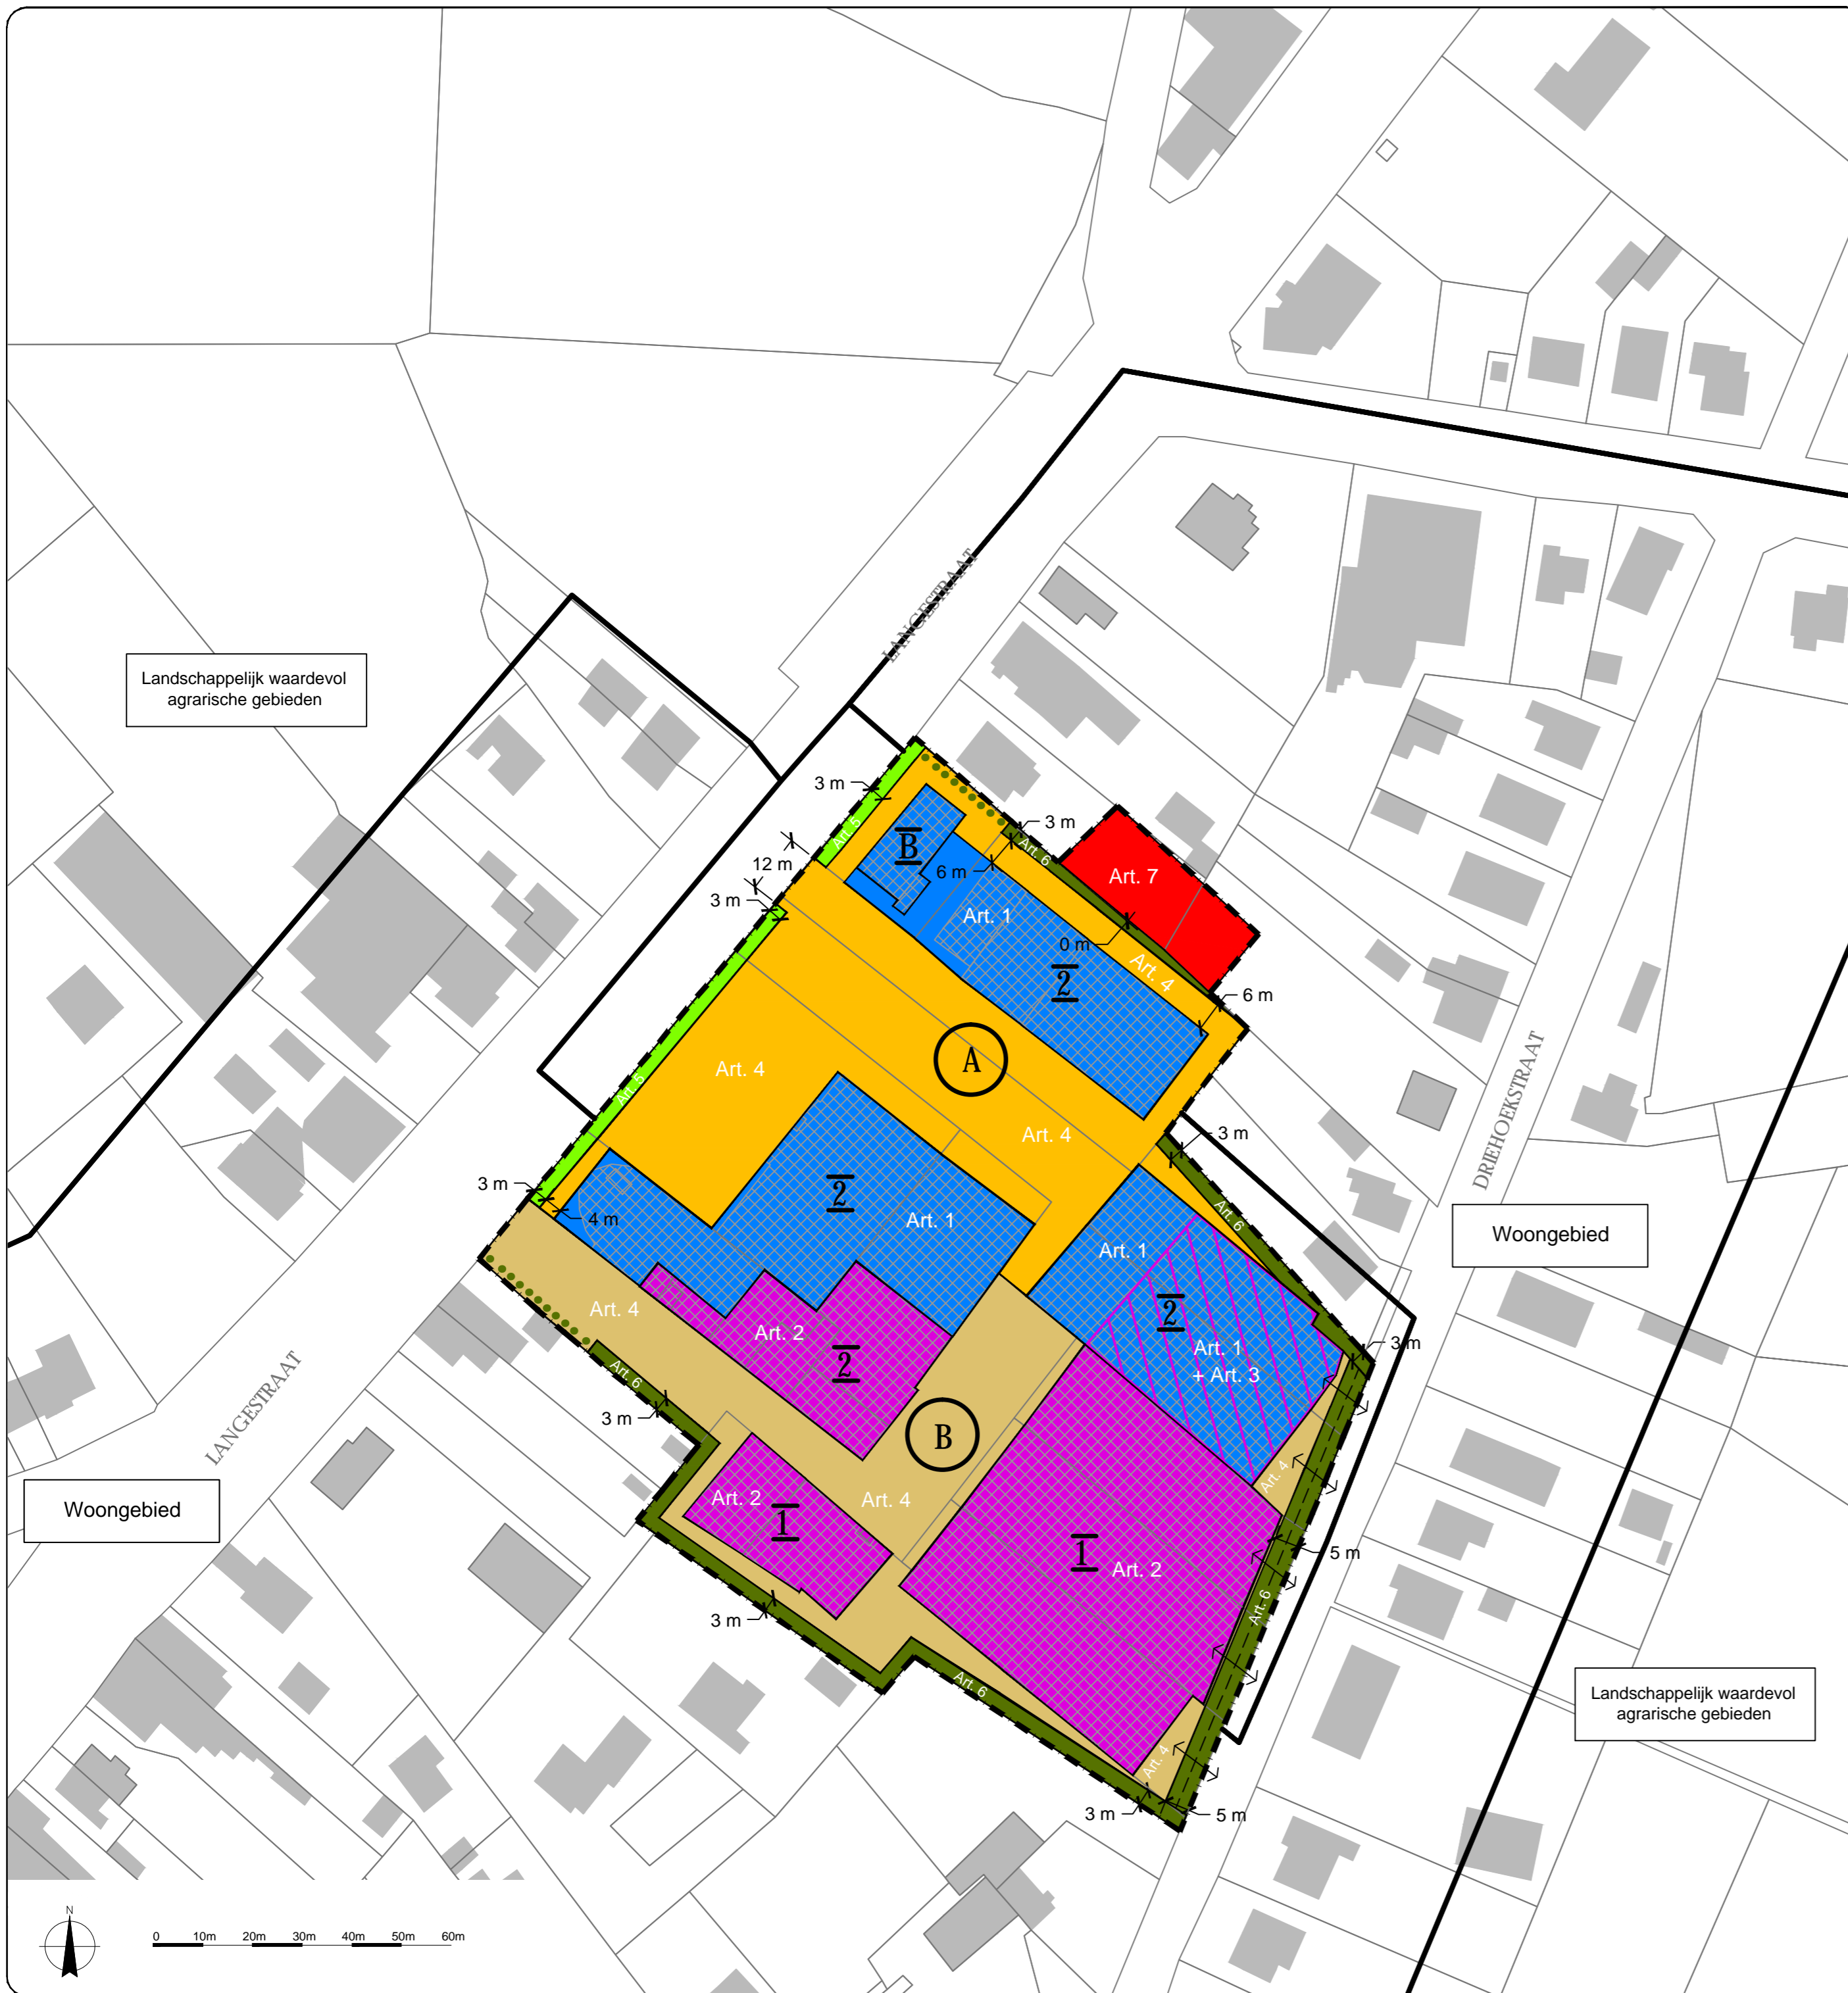 LANGESTRAAT
Landschappelijk waardevol
agrarische gebieden
3 m
Art. 5
B
3 m
Art. 6
12 m
6 m
Art. 7
3 m
Art. 1
0 m
Art. 4
2
6 m
A
Art. 4
Art. 5
DRIEHOEKSTRAAT
Art. 4
3 m
3 m
2
4 m
Art. 1
Art. 6
Woongebied
Art. 1
2
Art. 4
Art. 2
2
Art. 1
+ Art. 3
3 m
LANGESTRAAT
Art. 6
3 m
B
Art. 4
Art. 2
1
Art. 4
Woongebied
1
Art. 2
5 m
Art. 6
3 m
Art. 6
Landschappelijk waardevol
agrarische gebieden
Art. 4
3 m
5 m
N
0 10m 20m 30m 40m 50m 60m